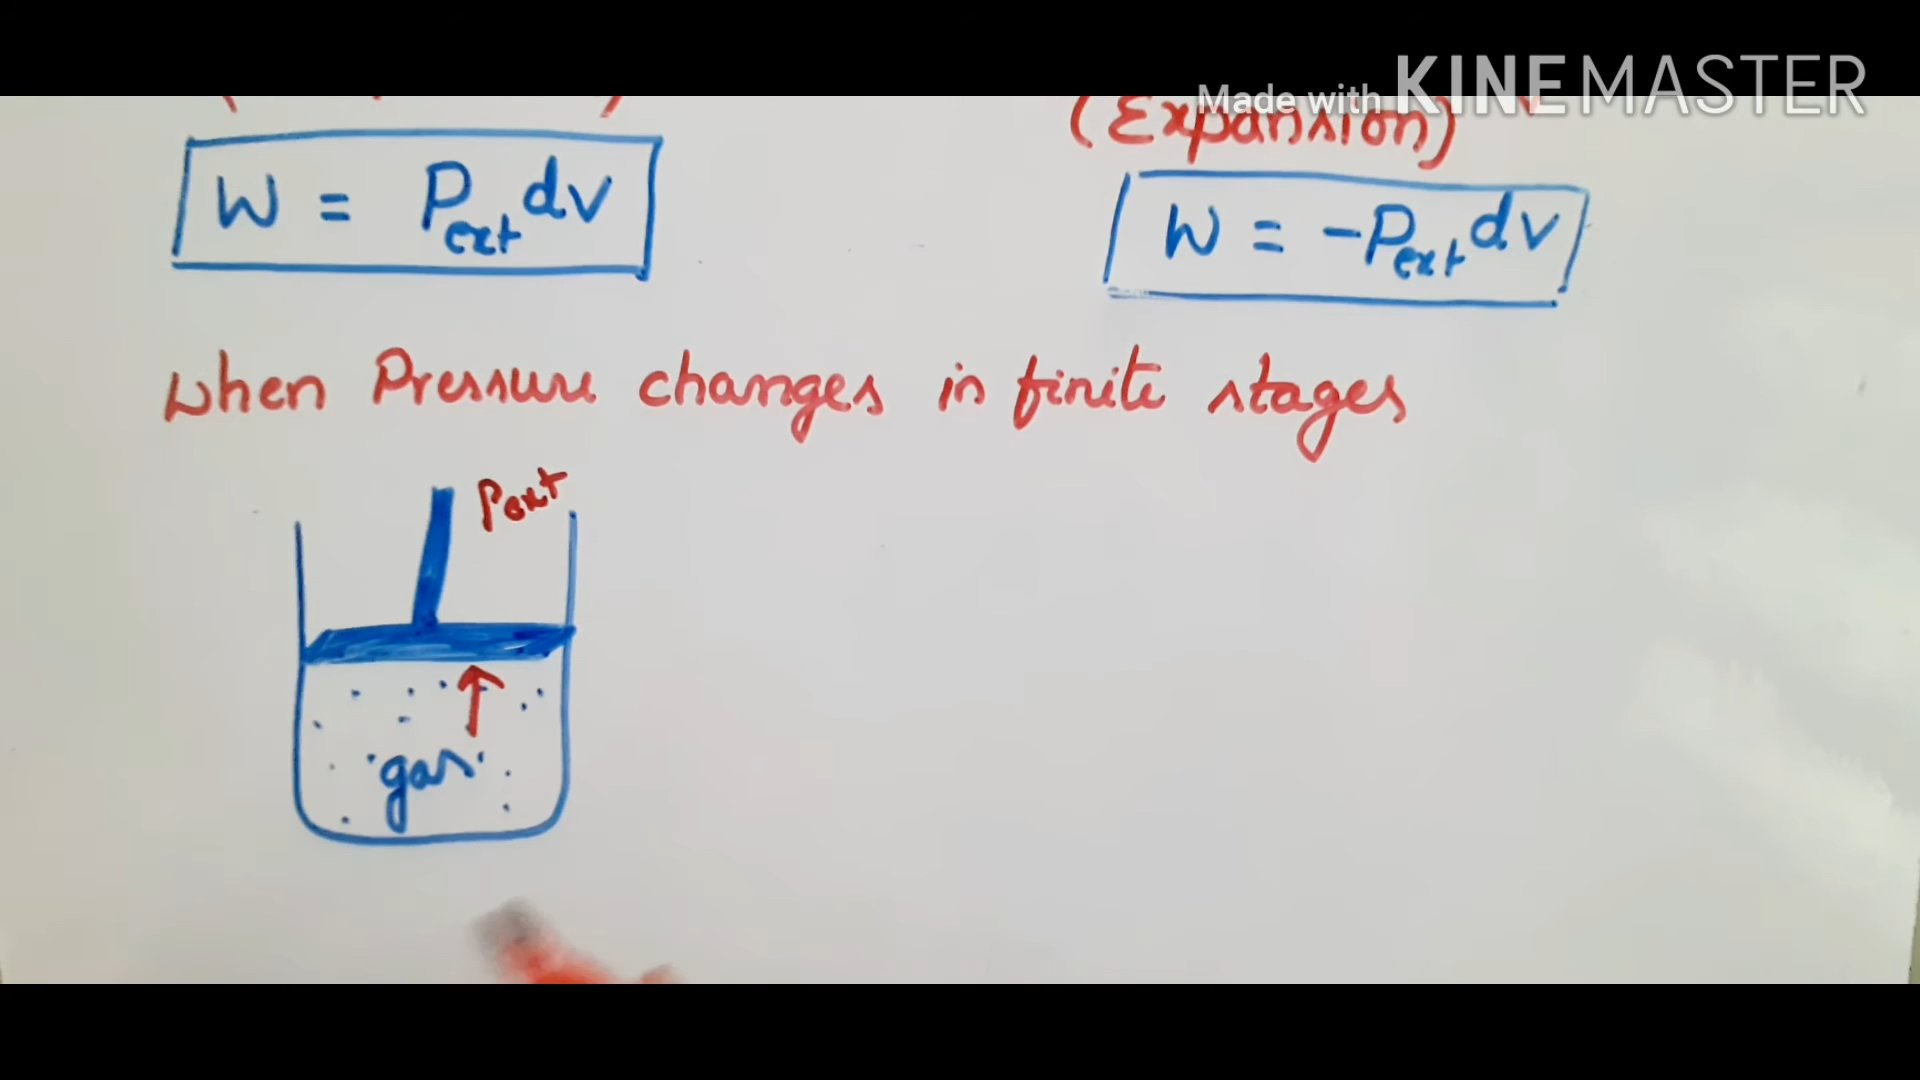 Made with KINEMASTER
(Expansion)
W = Pext dv
W = -Pext dv
When Pressure changes in finite stages
Pext
gas